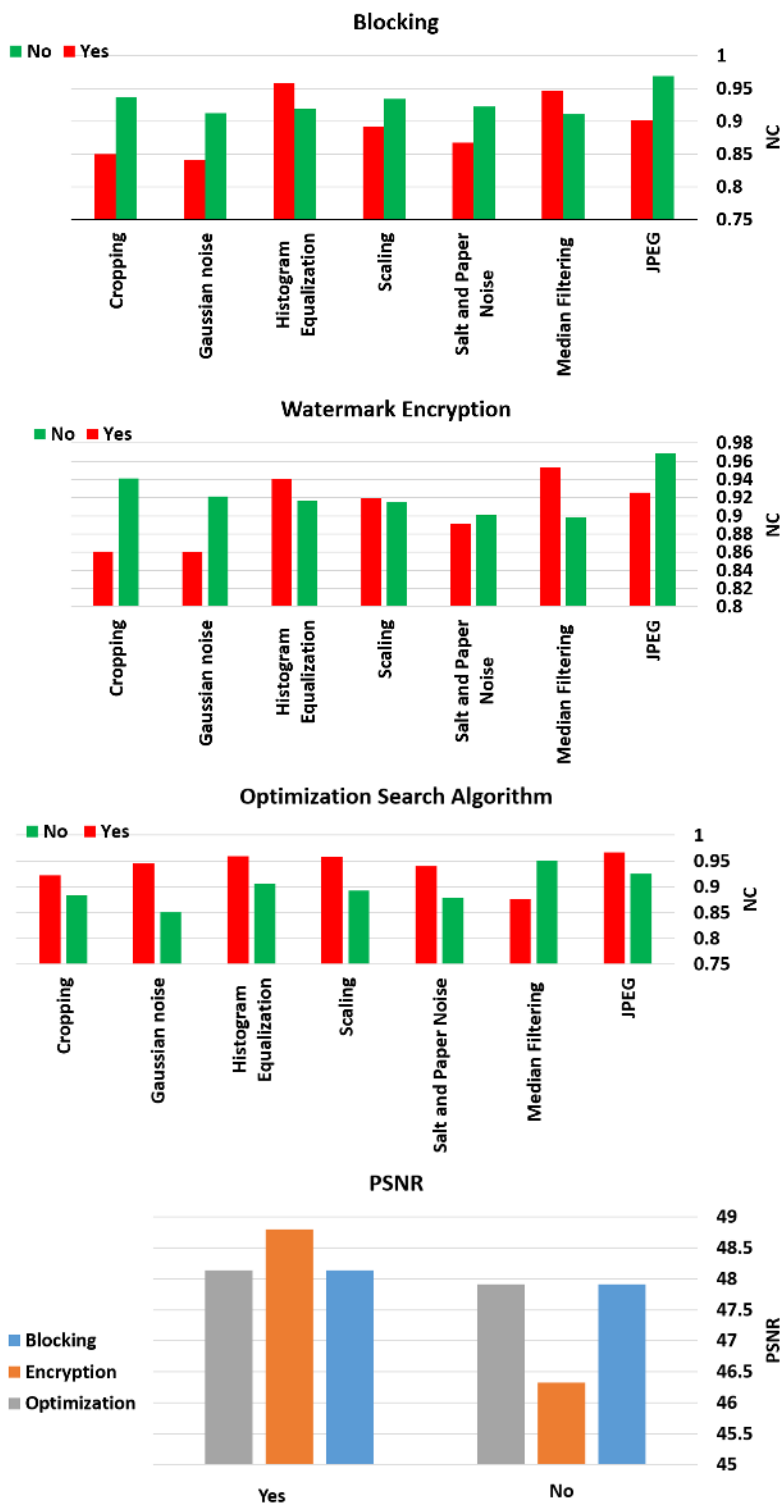 Blocking
No Yes
1
0.95
0.9
0.85
0.8
0.75
NC
Cropping
Gaussian noise
Histogram
Equalization
Scaling
Salt and Paper
Noise
Median Filtering
JPEG
Watermark Encryption
No Yes
0.98
0.96
0.94
0.92
0.9
0.88
0.86
0.84
0.82
0.8
NC
Cropping
Gaussian noise
Histogram
Equalization
Scaling
Salt and Paper
Noise
Median Filtering
JPEG
Optimization Search Algorithm
No Yes
1
0.95
0.9
0.85
0.8
0.75
NC
Cropping
Gaussian noise
Histogram
Equalization
Scaling
Salt and Paper Noise
Median Filtering
JPEG
PSNR
49
48.5
48
47.5
47
46.5
46
45.5
45
PSNR
Blocking
Encryption
Optimization
Yes
No